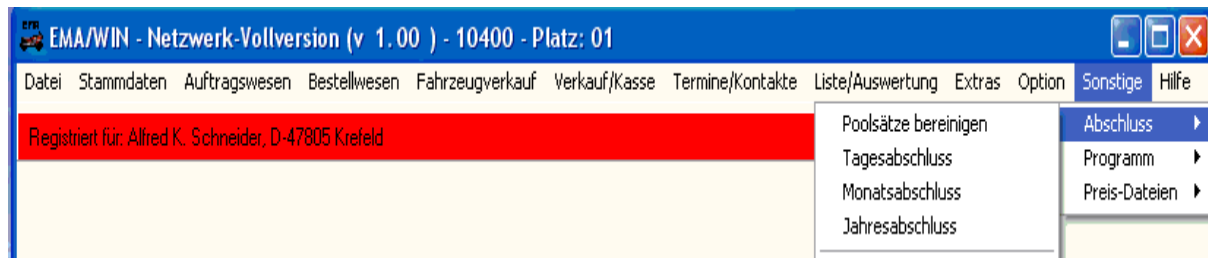 EMA/WIN - Netzwerk-Vollversion (v 1.00 ) - 10400 - Platz: 01
Datei Stammdaten Auftragswesen Bestellwesen Fahrzeugverkauf Verkauf/Kasse Termine/Kontakte Liste/Auswertung Extras Option Sonstige Hilfe
Registriert für: Alfred K. Schneider, D-47805 Krefeld
Poolsätze bereinigen
Tagesabschluss
Monatsabschluss
Jahresabschluss
Abschluss
Programm
Preis-Dateien